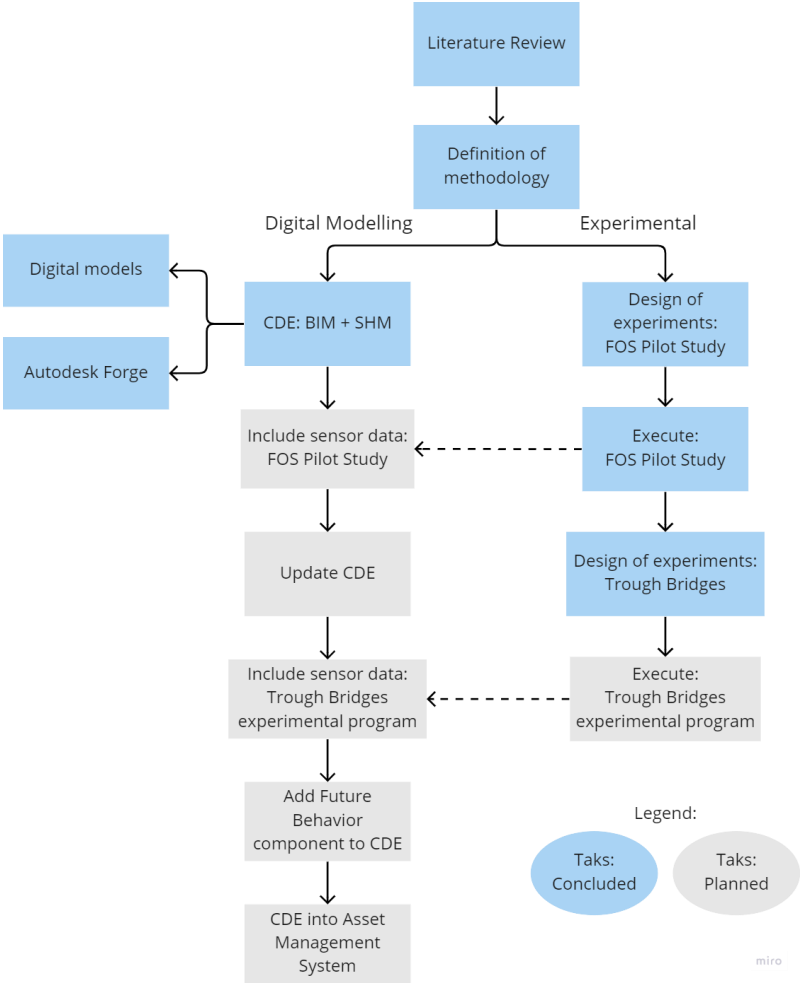 Literature Review
Definition of
methodology
Digital Modelling
Experimental
Digital models
Autodesk Forge
CDE: BIM + SHM
Design of
experiments:
FOS Pilot Study
Include sensor data:
FOS Pilot Study
Execute:
FOS Pilot Study
Update CDE
Design of experiments:
Trough Bridges
Include sensor data:
Trough Bridges
experimental program
Execute:
Trough Bridges
experimental program
Add Future
Behavior
component to CDE
CDE into Asset
Management
System
Legend:
Taks:
Concluded
Taks:
Planned
miro